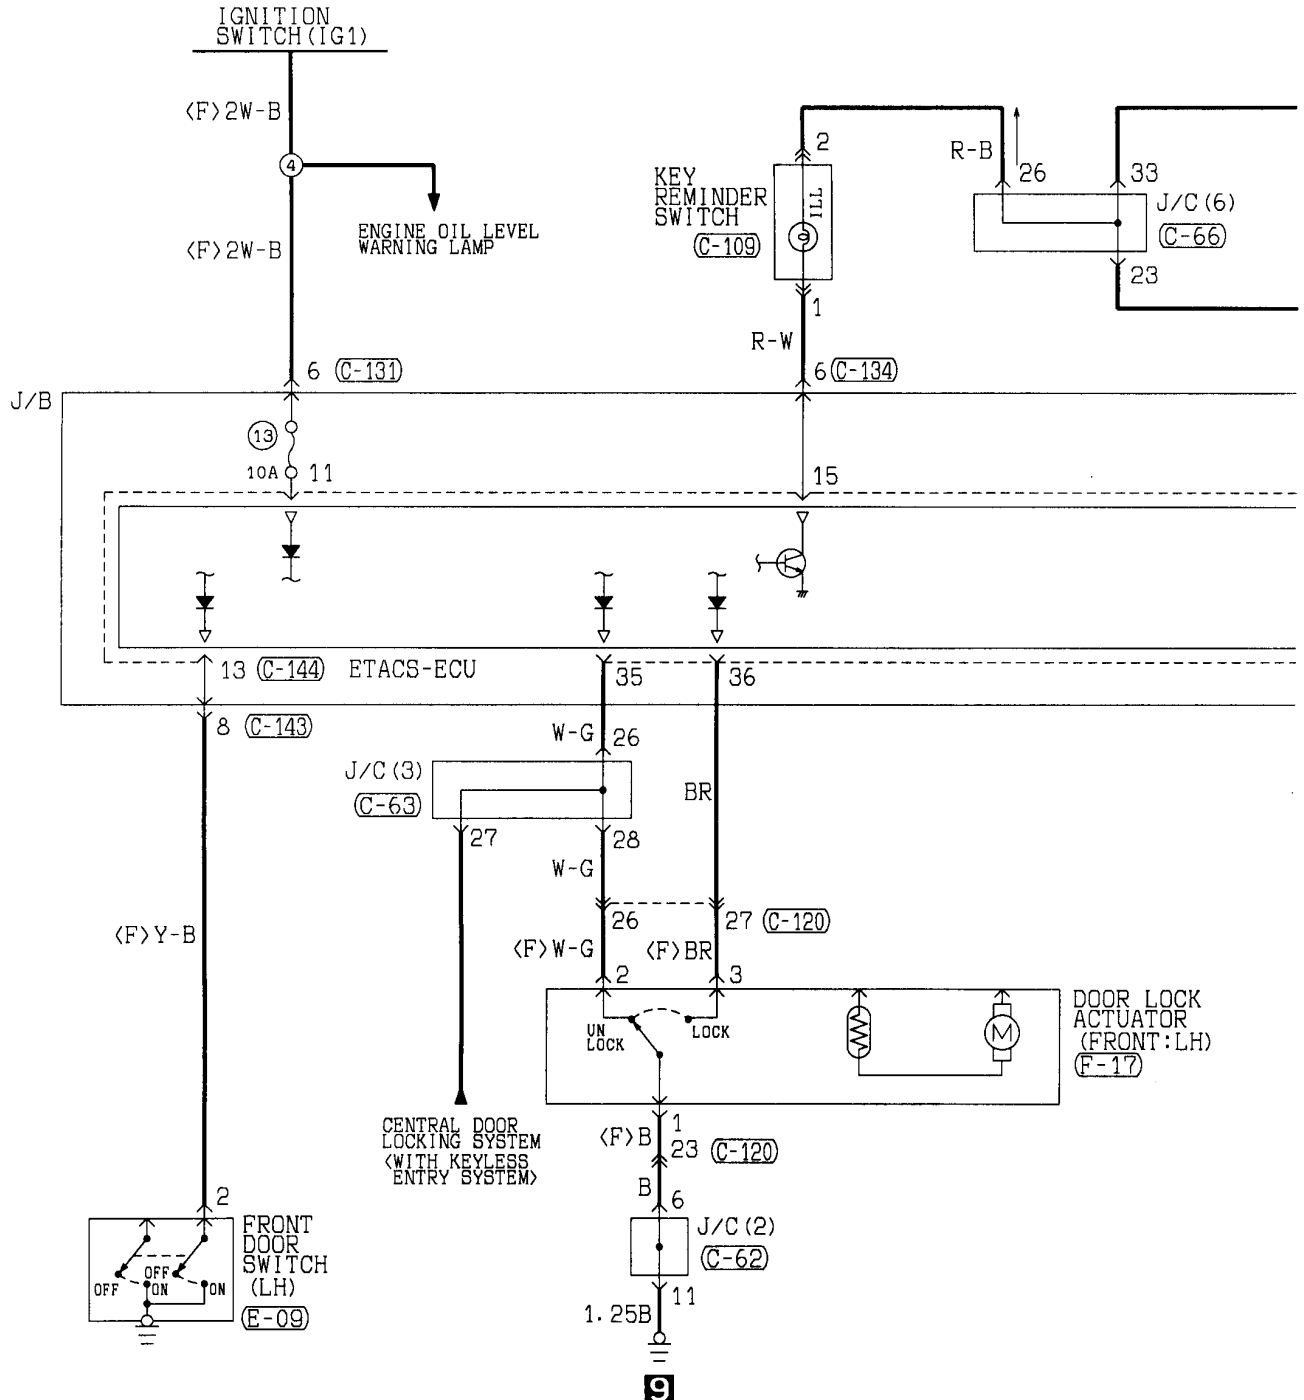 IGNITION
SWITCH(IG1)
<F>2W-B
4
ENGINE OIL LEVEL
WARNING LAMP
<F>2W-B
6 C-131
KEY
REMINDER
SWITCH
C-109
2
ILL
1
R-W
6 C-134
R-B
26
33
J/C(6)
C-66
23
J/B
13
10A
11
15
13 C-144 ETACS-ECU
35
36
8 C-143
W-G
26
J/C(3)
C-63
BR
27
28
W-G
26
27 C-120
<F>Y-B
<F>W-G
<F>BR
2
3
UN
LOCK
LOCK
M
DOOR LOCK
ACTUATOR
(FRONT:LH)
F-17
CENTRAL DOOR
LOCKING SYSTEM
<WITH KEYLESS
ENTRY SYSTEM>
1
<F>B
23 C-120
B
6
J/C(2)
C-62
11
1.25B
9
2
FRONT
DOOR
SWITCH
(LH)
E-09
OFF
ON
OFF
ON